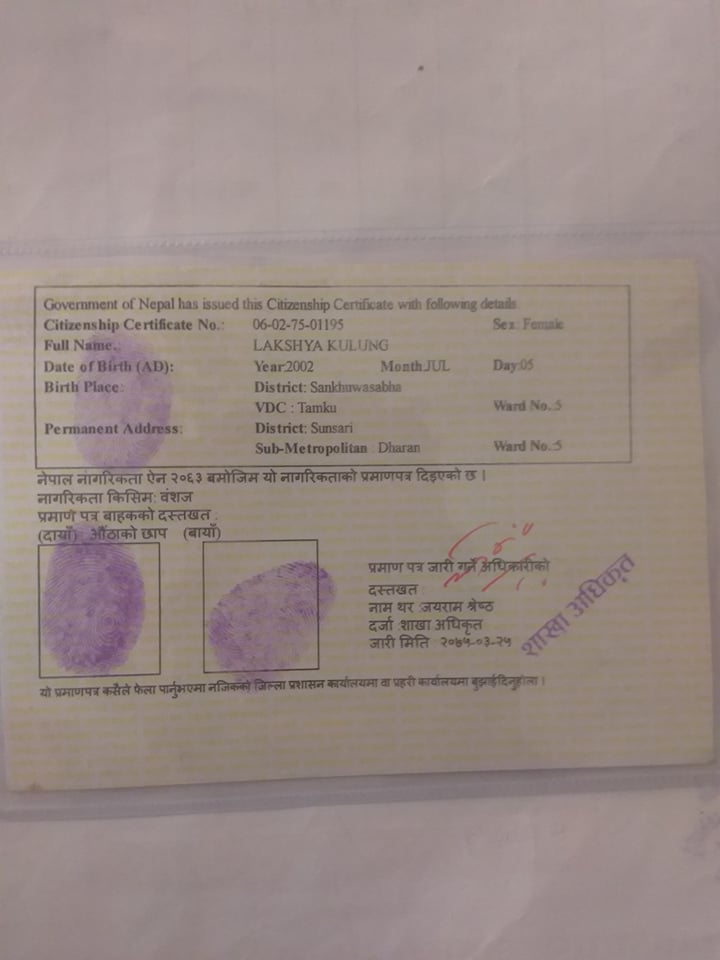 Government of Nepal has issued this Citizenship Certificate with following details.
Citizenship Certificate No.: 06-02-75-01195 Sex: Female
Full Name.: LAKSHYA KULUNG
Date of Birth (AD): Year:2002 Month:JUL Day:05
Birth Place: District: Sankhuwasabha
VDC : Tamku Ward No.:5
Permanent Address: District: Sunsari
Sub-Metropolitan : Dharan Ward No.:5
नेपाल नागरिकता ऐन २०६३ बमोजिम यो नागरिकताको प्रमाणपत्र दिइएको छ ।
नागरिकता किसिम: वंशज
प्रमाण पत्र बाहकको दस्तखत :
(दायाँ) औंठाको छाप (बायाँ)
प्रमाण पत्र जारी गर्ने अधिकारीको
दस्तखत :
नाम थर :जयराम श्रेष्ठ
दर्जा :शाखा अधिकृत
जारी मिति : २०७५-०३-२५
शाखा अधिकृत
यो प्रमाणपत्र कसैले फेला पार्नुभएमा नजिकको जिल्ला प्रशासन कार्यालयमा वा प्रहरी कार्यालयमा बुझाईदिनुहोला ।